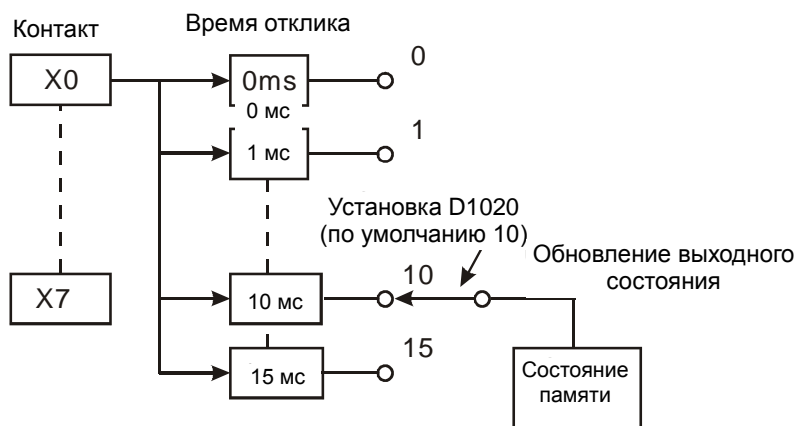 Контакт
Время отклика
X0
0ms
0 мс
0
1 мс
1
Установка D1020
(по умолчанию 10)
Обновление выходного
состояния
X7
10 мс
10
15 мс
15
Состояние
памяти